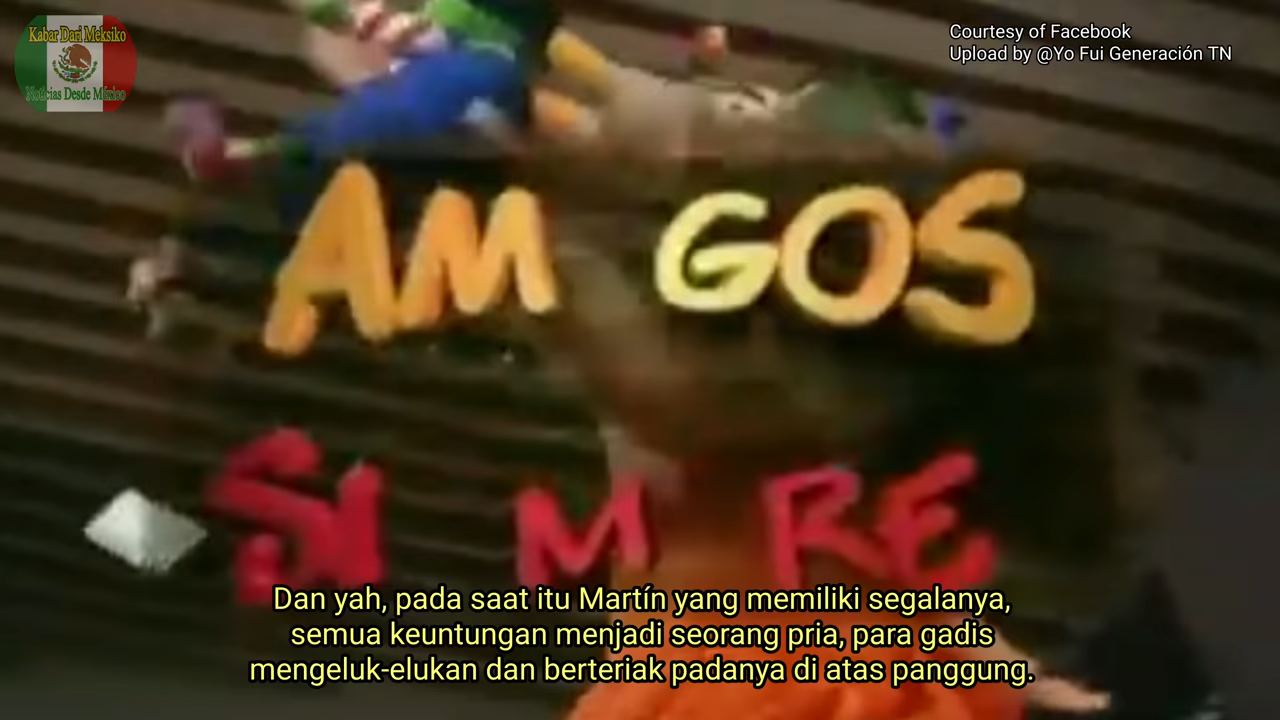 Kabar Dari Meksiko
Noticias Desde México
Courtesy of Facebook
Upload by @Yo Fui Generación TN
AM GOS
SI M RE
Dan yah, pada saat itu Martín yang memiliki segalanya,
semua keuntungan menjadi seorang pria, para gadis
mengeluk-elukan dan berteriak padanya di atas panggung.